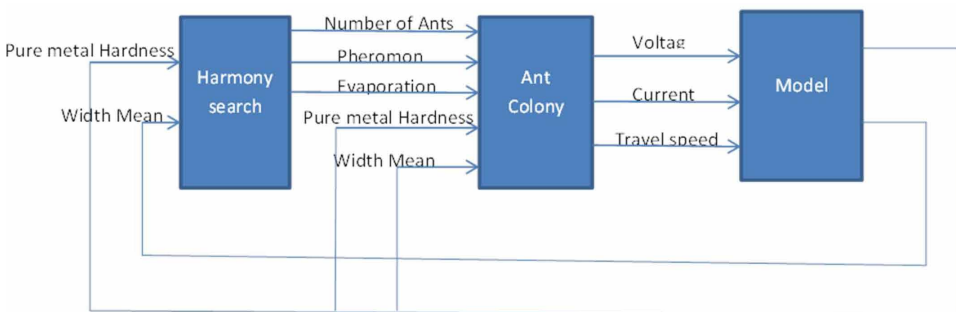 Number of Ants
Pure metal Hardness
Pheromon
Harmony
search
Evaporation
Width Mean
Pure metal Hardness
Width Mean
Ant
Colony
Voltag
Current
Travel speed
Model